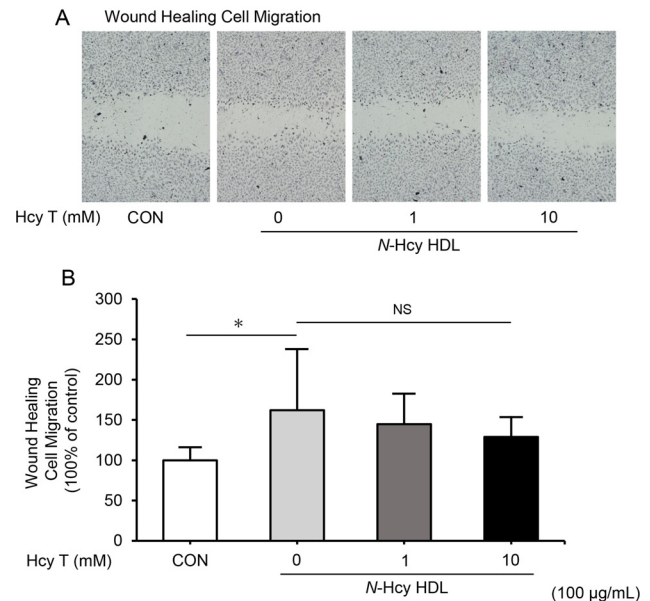 A
Wound Healing Cell Migration
Hcy T (mM) CON 0 1 10
N-Hcy HDL
B
Wound Healing
Cell Migration
(100% of control)
300
250
200
150
100
50
0
*
NS
Hcy T (mM) CON 0 1 10
N-Hcy HDL
(100 µg/mL)